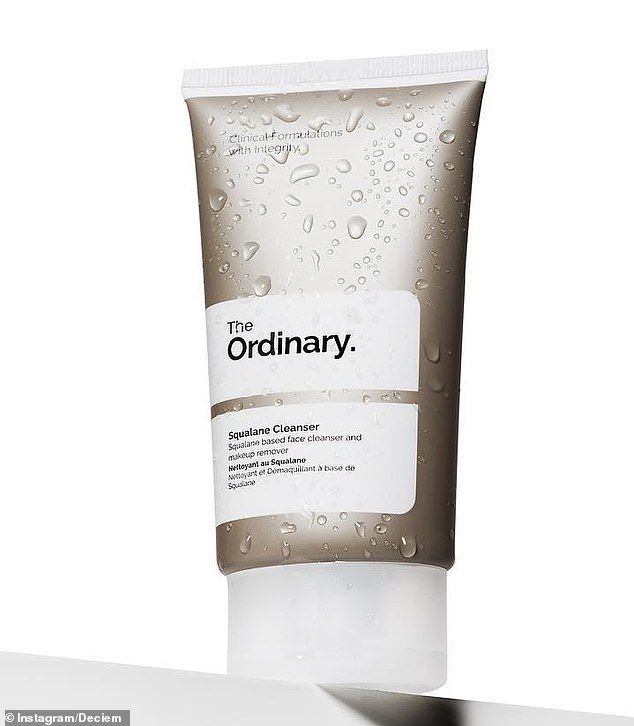 Clinical Formulations
with Integrity.
The
Ordinary.
Squalane Cleanser
Squalane based face cleanser and
makeup remover
Nettoyant au Squalane
Nettoyant et Démaquillant à base de
Squalane
© Instagram/Deciem